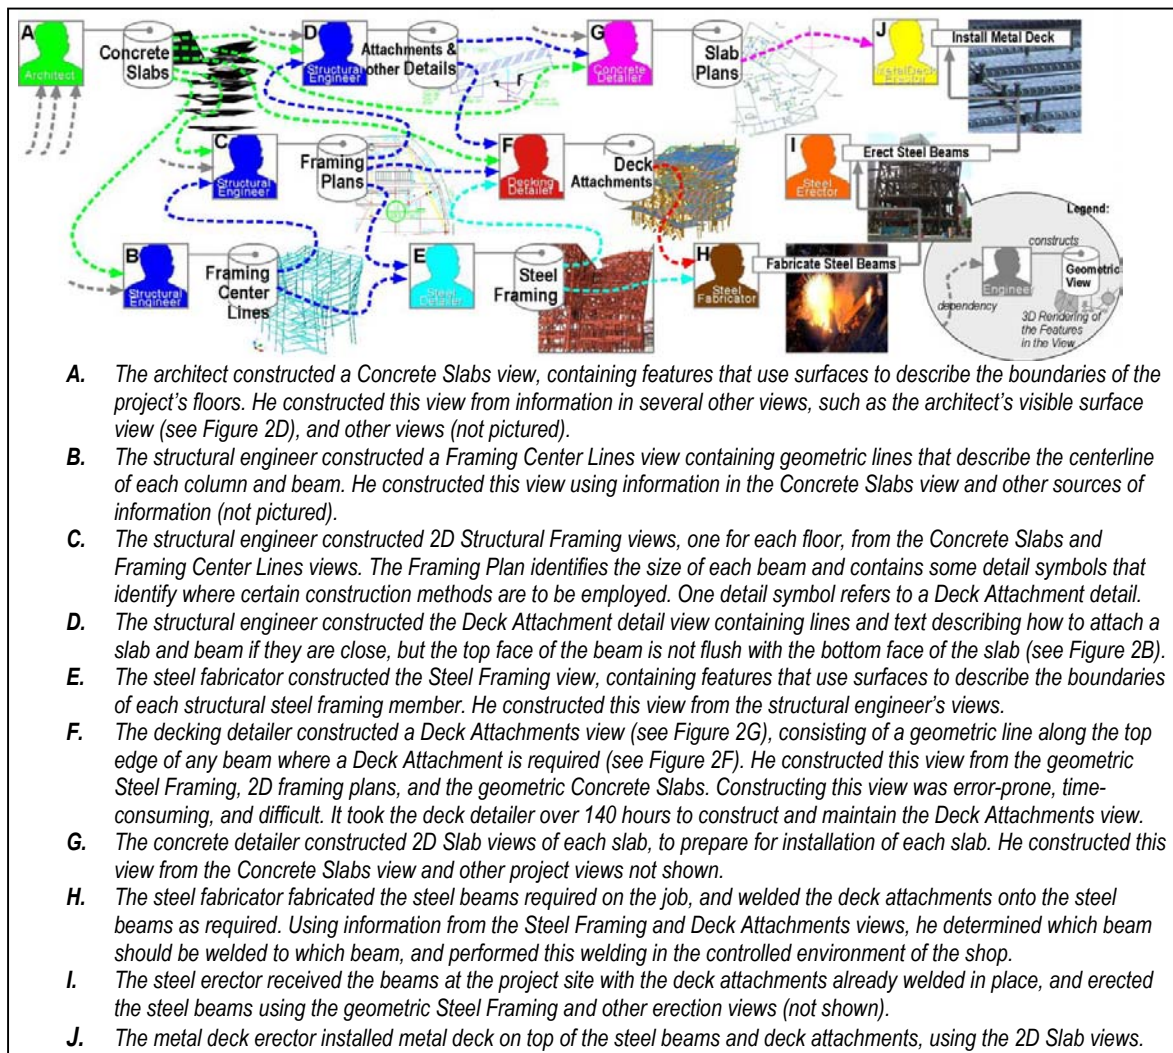 A
Architect
Concrete
Slabs
D
Structural
Engineer
Attachments &
other Details
G
Concrete
Detailer
Slab
Plans
J
MetalDeck
Erector
Install Metal Deck
C
Structural
Engineer
Framing
Plans
F
Decking
Detailer
Deck
Attachments
I
Steel
Erector
Erect Steel Beams
B
Structural
Engineer
Framing
Center
Lines
E
Steel
Detailer
Steel
Framing
H
Steel
Fabricator
Fabricate Steel Beams
Legend:
constructs
Engineer
Geometric
View
dependency
3D Rendering of
the Features
in the View
A. The architect constructed a Concrete Slabs view, containing features that use surfaces to describe the boundaries of the
project's floors. He constructed this view from information in several other views, such as the architect's visible surface
view (see Figure 2D), and other views (not pictured).
B. The structural engineer constructed a Framing Center Lines view containing geometric lines that describe the centerline
of each column and beam. He constructed this view using information in the Concrete Slabs view and other sources of
information (not pictured).
C. The structural engineer constructed 2D Structural Framing views, one for each floor, from the Concrete Slabs and
Framing Center Lines views. The Framing Plan identifies the size of each beam and contains some detail symbols that
identify where certain construction methods are to be employed. One detail symbol refers to a Deck Attachment detail.
D. The structural engineer constructed the Deck Attachment detail view containing lines and text describing how to attach a
slab and beam if they are close, but the top face of the beam is not flush with the bottom face of the slab (see Figure 2B).
E. The steel fabricator constructed the Steel Framing view, containing features that use surfaces to describe the boundaries
of each structural steel framing member. He constructed this view from the structural engineer's views.
F. The decking detailer constructed a Deck Attachments view (see Figure 2G), consisting of a geometric line along the top
edge of any beam where a Deck Attachment is required (see Figure 2F). He constructed this view from the geometric
Steel Framing, 2D framing plans, and the geometric Concrete Slabs. Constructing this view was error-prone, time-
consuming, and difficult. It took the deck detailer over 140 hours to construct and maintain the Deck Attachments view.
G. The concrete detailer constructed 2D Slab views of each slab, to prepare for installation of each slab. He constructed this
view from the Concrete Slabs view and other project views not shown.
H. The steel fabricator fabricated the steel beams required on the job, and welded the deck attachments onto the steel
beams as required. Using information from the Steel Framing and Deck Attachments views, he determined which beam
should be welded to which beam, and performed this welding in the controlled environment of the shop.
I. The steel erector received the beams at the project site with the deck attachments already welded in place, and erected
the steel beams using the geometric Steel Framing and other erection views (not shown).
J. The metal deck erector installed metal deck on top of the steel beams and deck attachments, using the 2D Slab views.